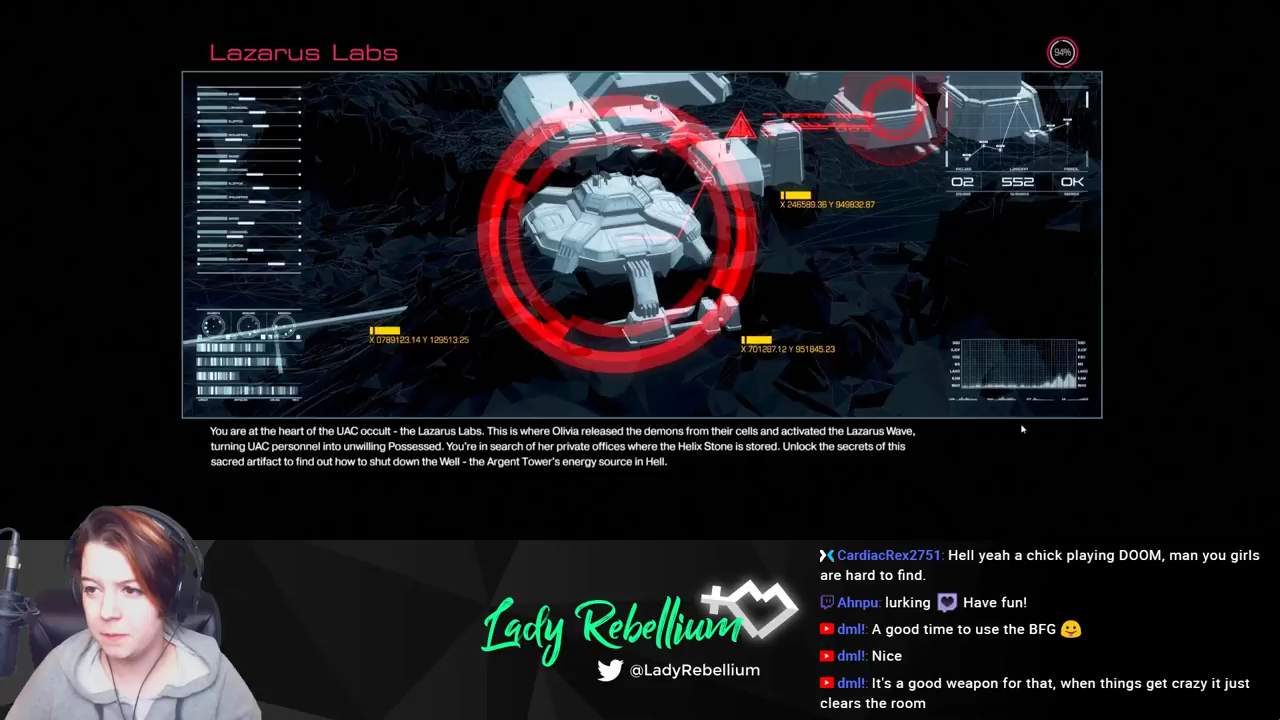 Lazarus Labs
94%
02 552 OK
X 246589.36 Y 949832.87
X 0789123.14 Y 129513.25
X 701287.12 Y 951845.23
You are at the heart of the UAC occult - the Lazarus Labs. This is where Olivia released the demons from their cells and activated the Lazarus Wave,
turning UAC personnel into unwilling Possessed. You're in search of her private offices where the Helix Stone is stored. Unlock the secrets of this
sacred artifact to find out how to shut down the Well - the Argent Tower's energy source in Hell.
Lady Rebellium
@LadyRebellium
CardiacRex2751: Hell yeah a chick playing DOOM, man you girls
are hard to find.
Ahnpu: lurking Have fun!
dml!: A good time to use the BFG 😛
dml!: Nice
dml!: It's a good weapon for that, when things get crazy it just
clears the room